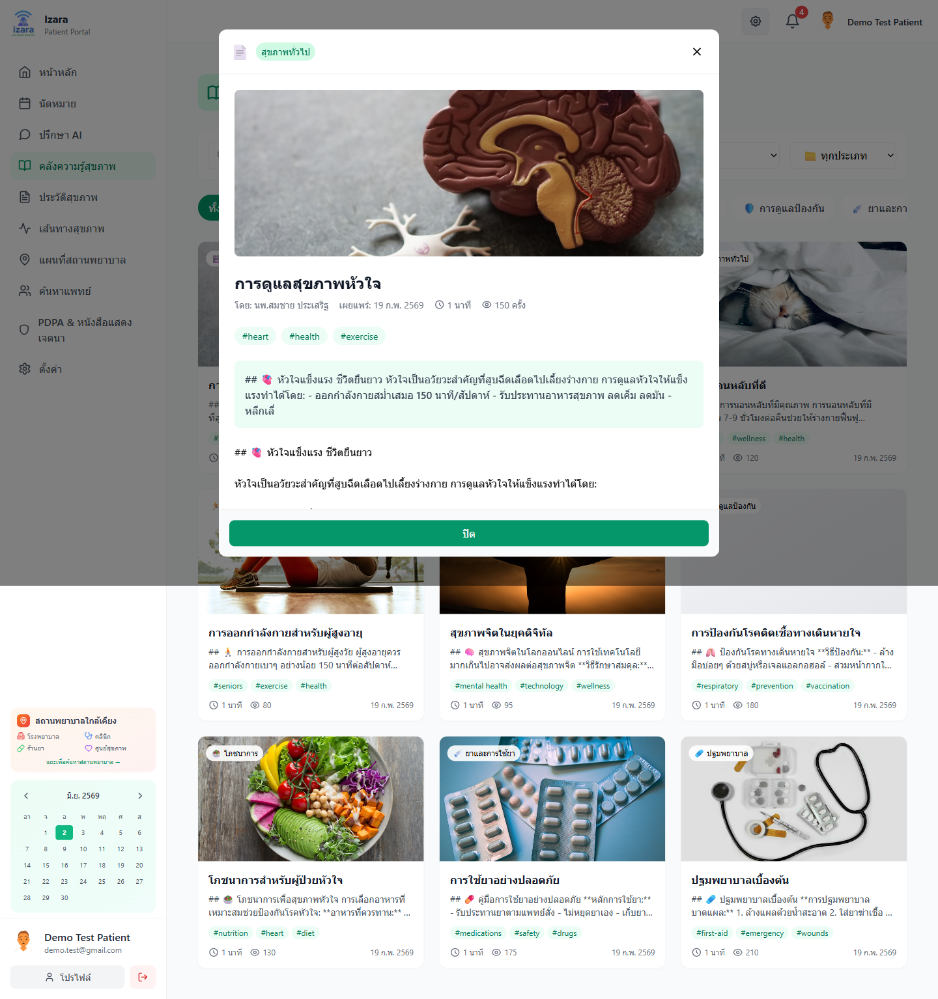 izara
Izara
Patient Portal
4
Demo Test Patient
หน้าหลัก
นัดหมาย
ปรึกษา AI
คลังความรู้สุขภาพ
ประวัติสุขภาพ
เส้นทางสุขภาพ
แผนที่สถานพยาบาล
ค้นหาแพทย์
PDPA & หนังสือแสดง
เจตนา
ตั้งค่า
สุขภาพทั่วไป
ทุกประเภท
การดูแลป้องกัน
ยาและกา
การดูแลสุขภาพหัวใจ
โดย: นพ.สมชาย ประเสริฐ เผยแพร่: 19 ก.พ. 2569 1 นาที 150 ครั้ง
#heart #health #exercise
## 🫀 หัวใจแข็งแรง ชีวิตยืนยาว หัวใจเป็นอวัยวะสำคัญที่สูบฉีดเลือดไปเลี้ยงร่างกาย การดูแลหัวใจให้แข็ง
แรงทำได้โดย: - ออกกำลังกายสม่ำเสมอ 150 นาที/สัปดาห์ - รับประทานอาหารสุขภาพ ลดเค็ม ลดมัน -
หลีกเลี่
## 🫀 หัวใจแข็งแรง ชีวิตยืนยาว
หัวใจเป็นอวัยวะสำคัญที่สูบฉีดเลือดไปเลี้ยงร่างกาย การดูแลหัวใจให้แข็งแรงทำได้โดย:
ปิด
าพทั่วไป
อนหลับที่ดี
การนอนหลับที่มีคุณภาพ การนอนหลับที่มี
7-9 ชั่วโมงต่อคืนช่วยให้ร่างกายฟื้นฟู...
#wellness #health
120 19 ก.พ. 2569
ดูแลป้องกัน
การออกกำลังกายสำหรับผู้สูงอายุ
## 🏃 การออกกำลังกายสำหรับผู้สูงวัย ผู้สูงอายุควร
ออกกำลังกายเบาๆ อย่างน้อย 150 นาทีต่อสัปดาห์...
#seniors #exercise #health
1 นาที 80 19 ก.พ. 2569
สุขภาพจิตในยุคดิจิทัล
## 🧠 สุขภาพจิตในโลกออนไลน์ การใช้เทคโนโลยี
มากเกินไปอาจส่งผลต่อสุขภาพจิต **วิธีรักษาสมดุล:**...
#mental health #technology #wellness
1 นาที 95 19 ก.พ. 2569
การป้องกันโรคติดเชื้อทางเดินหายใจ
## 🫁 ป้องกันโรคทางเดินหายใจ **วิธีป้องกัน:** - ล้าง
มือบ่อยๆ ด้วยสบู่หรือเจลแอลกอฮอล์ - สวมหน้ากากใ...
#respiratory #prevention #vaccination
1 นาที 180 19 ก.พ. 2569
โภชนาการ
โภชนาการสำหรับผู้ป่วยหัวใจ
## 🥗 โภชนาการเพื่อสุขภาพหัวใจ การเลือกอาหารที่
เหมาะสมช่วยป้องกันโรคหัวใจ: **อาหารที่ควรทาน:** ...
#nutrition #heart #diet
1 นาที 130 19 ก.พ. 2569
ยาและการใช้ยา
การใช้ยาอย่างปลอดภัย
## 💊 คู่มือการใช้ยาอย่างปลอดภัย **หลักการใช้ยา:**
- รับประทานยาตามแพทย์สั่ง - ไม่หยุดยาเอง - เก็บยา...
#medications #safety #drugs
1 นาที 175 19 ก.พ. 2569
ปฐมพยาบาล
ปฐมพยาบาลเบื้องต้น
## 🩹 ปฐมพยาบาลเบื้องต้น **การปฐมพยาบาล
บาดแผล:** 1. ล้างแผลด้วยน้ำสะอาด 2. ใส่ยาฆ่าเชื้อ ...
#first-aid #emergency #wounds
1 นาที 210 19 ก.พ. 2569
สถานพยาบาลใกล้เคียง
โรงพยาบาล คลินิก
ร้านยา ศูนย์สุขภาพ
แตะเพื่อค้นหาสถานพยาบาล →
มิ.ย. 2569
อา จ อ พ พฤ ศ ส
1 2 3 4 5 6
7 8 9 10 11 12 13
14 15 16 17 18 19 20
21 22 23 24 25 26 27
28 29 30
Demo Test Patient
demo.test@gmail.com
โปรไฟล์